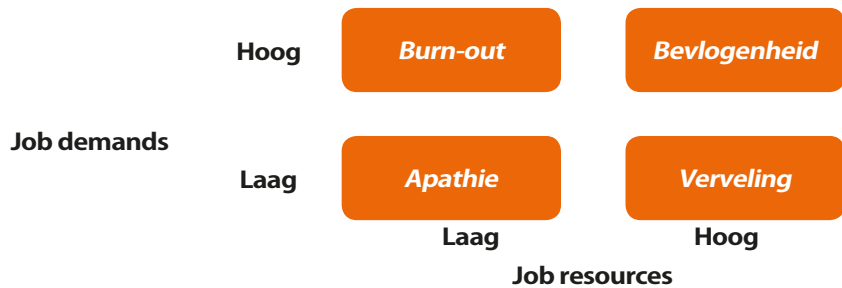 Hoog Burn-out Bevlogenheid
Job demands
Laag Apathie Verveling
Laag Hoog
Job resources